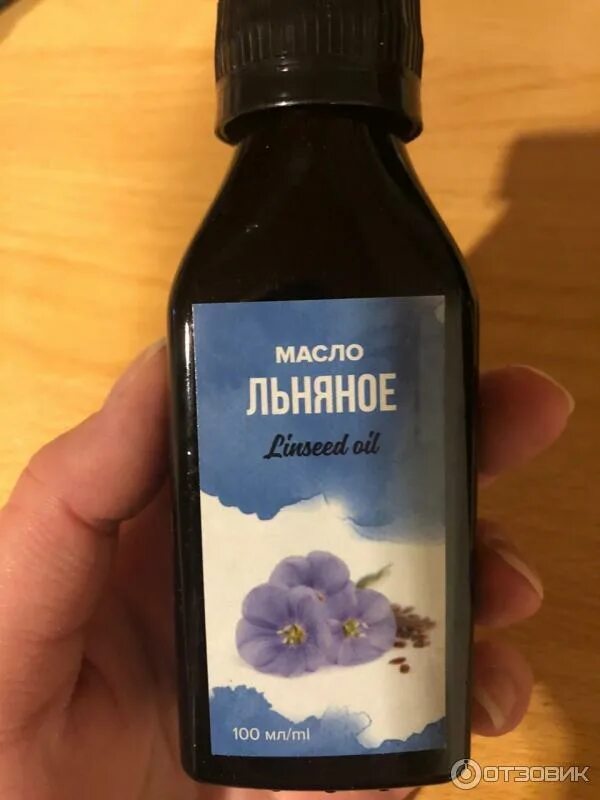 МАСЛО
ЛЬНЯНОЕ
Linseed oil
100 мл/ml
ОТЗОВИК